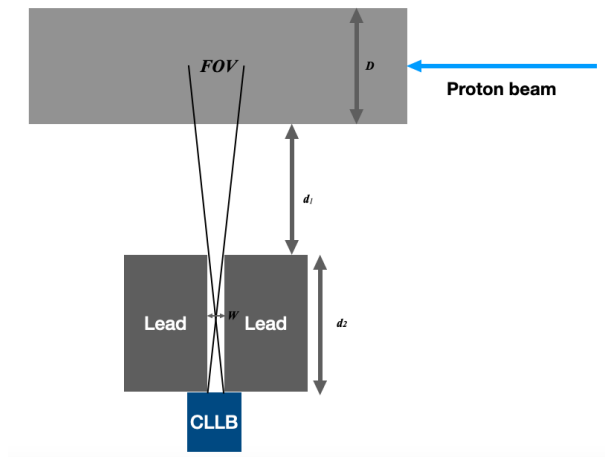 FOV
D
Proton beam
d₁
Lead
W
Lead
d₂
CLLB